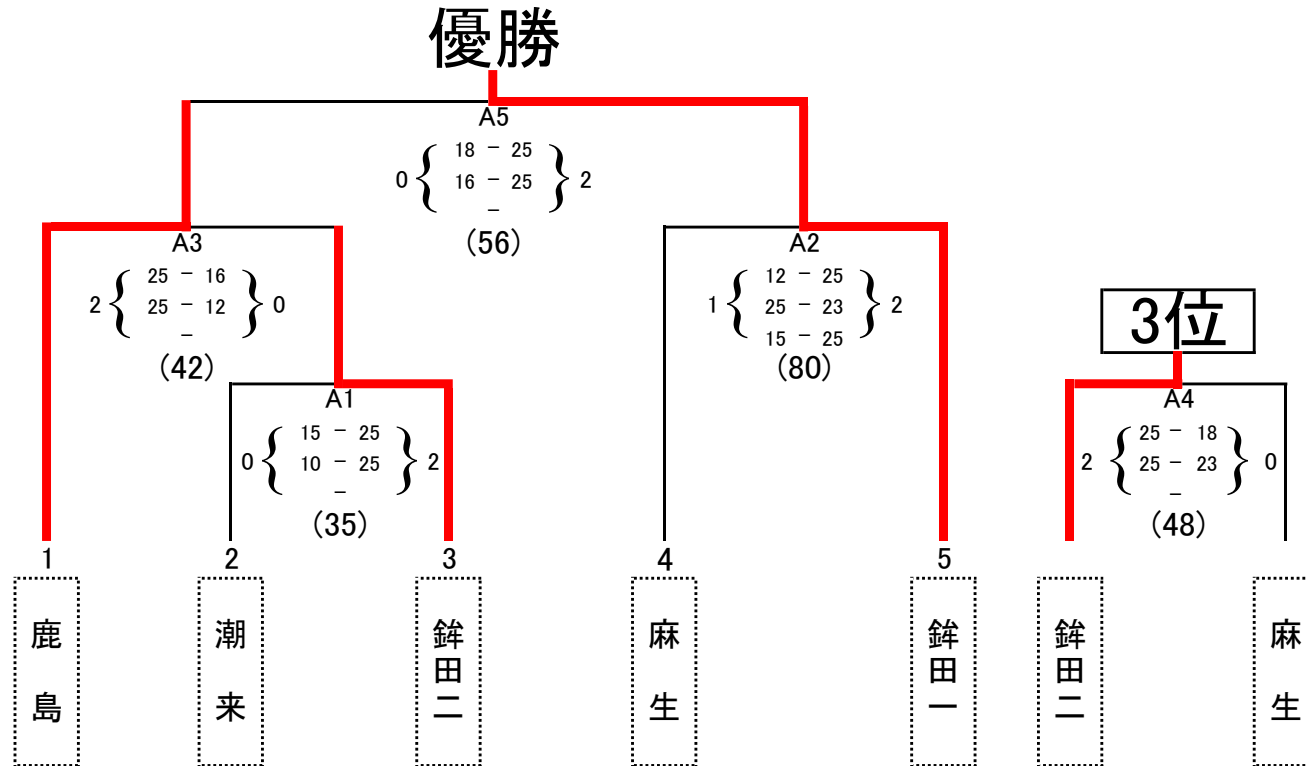 優勝
A5
18 - 25
0 { 16 - 25 } 2
-
(56)
A3
25 - 16
2 { 25 - 12 } 0
-
(42)
A2
12 - 25
1 { 25 - 23 } 2
15 - 25
(80)
3位
A1
15 - 25
0 { 10 - 25 } 2
-
(35)
A4
25 - 18
2 { 25 - 23 } 0
-
(48)
1 2 3 4 5
鹿島
潮来
鉾田二
麻生
鉾田一
鉾田二
麻生